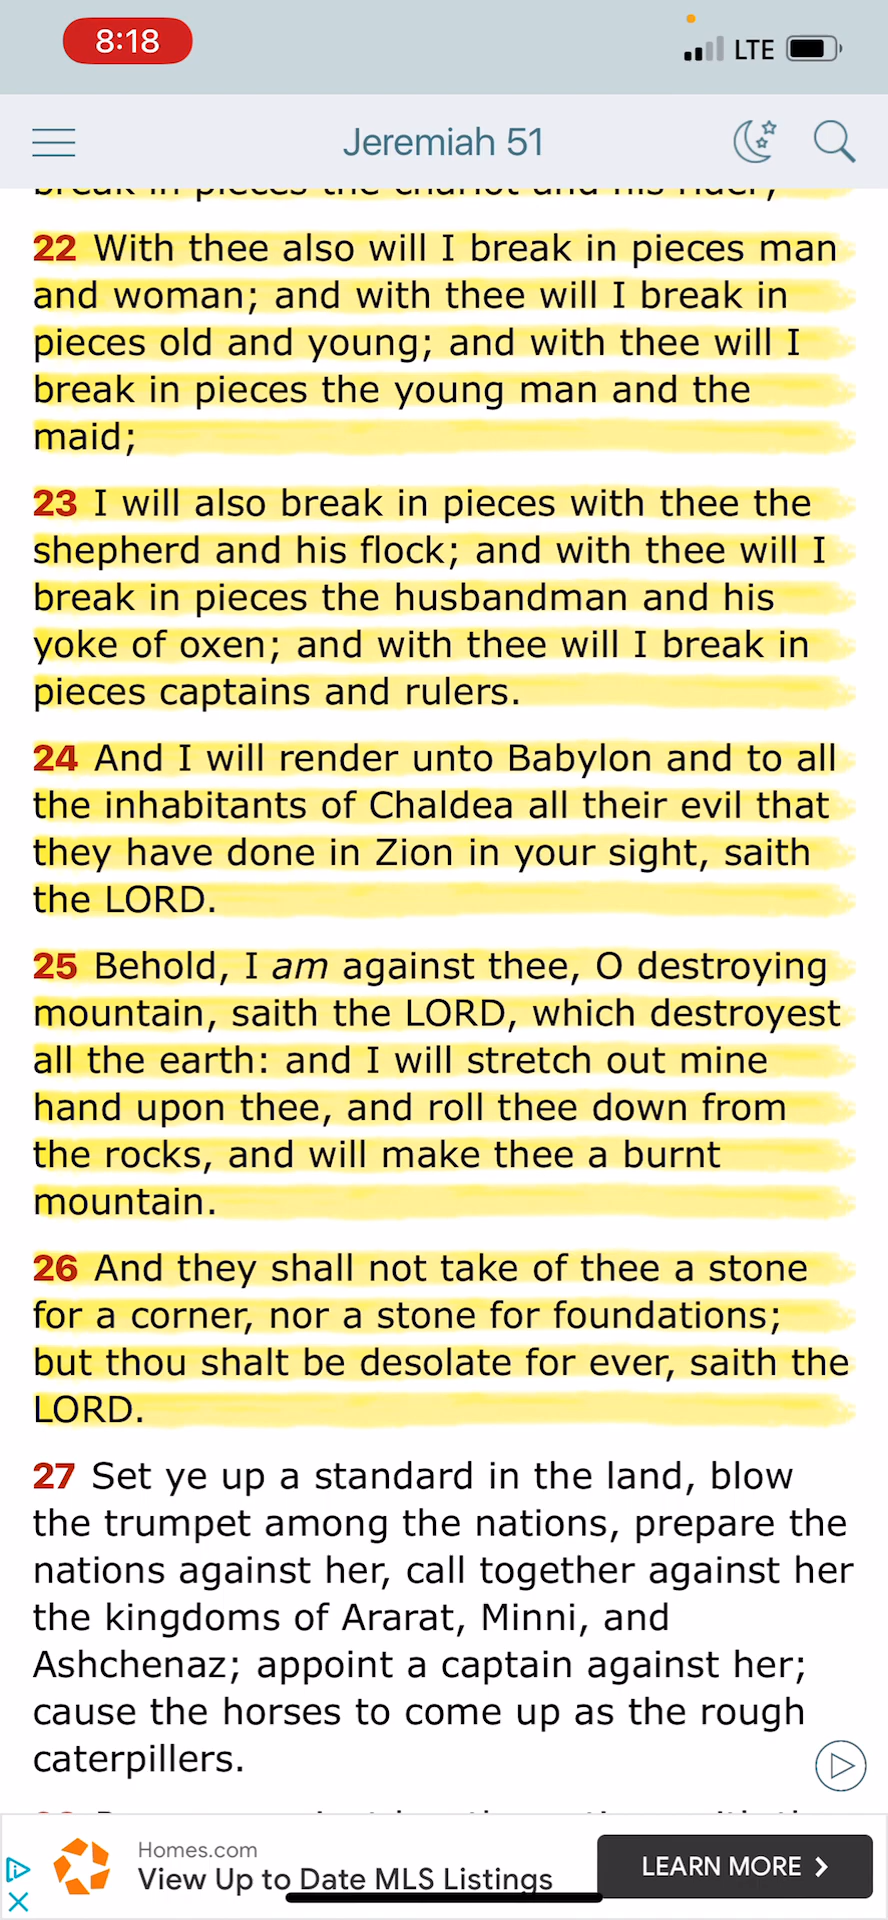 8:18
LTE
Jeremiah 51
break in pieces the chariot and his rider;
22 With thee also will I break in pieces man
and woman; and with thee will I break in
pieces old and young; and with thee will I
break in pieces the young man and the
maid;
23 I will also break in pieces with thee the
shepherd and his flock; and with thee will I
break in pieces the husbandman and his
yoke of oxen; and with thee will I break in
pieces captains and rulers.
24 And I will render unto Babylon and to all
the inhabitants of Chaldea all their evil that
they have done in Zion in your sight, saith
the LORD.
25 Behold, I am against thee, O destroying
mountain, saith the LORD, which destroyest
all the earth: and I will stretch out mine
hand upon thee, and roll thee down from
the rocks, and will make thee a burnt
mountain.
26 And they shall not take of thee a stone
for a corner, nor a stone for foundations;
but thou shalt be desolate for ever, saith the
LORD.
27 Set ye up a standard in the land, blow
the trumpet among the nations, prepare the
nations against her, call together against her
the kingdoms of Ararat, Minni, and
Ashchenaz; appoint a captain against her;
cause the horses to come up as the rough
caterpillers.
Homes.com
View Up to Date MLS Listings
LEARN MORE